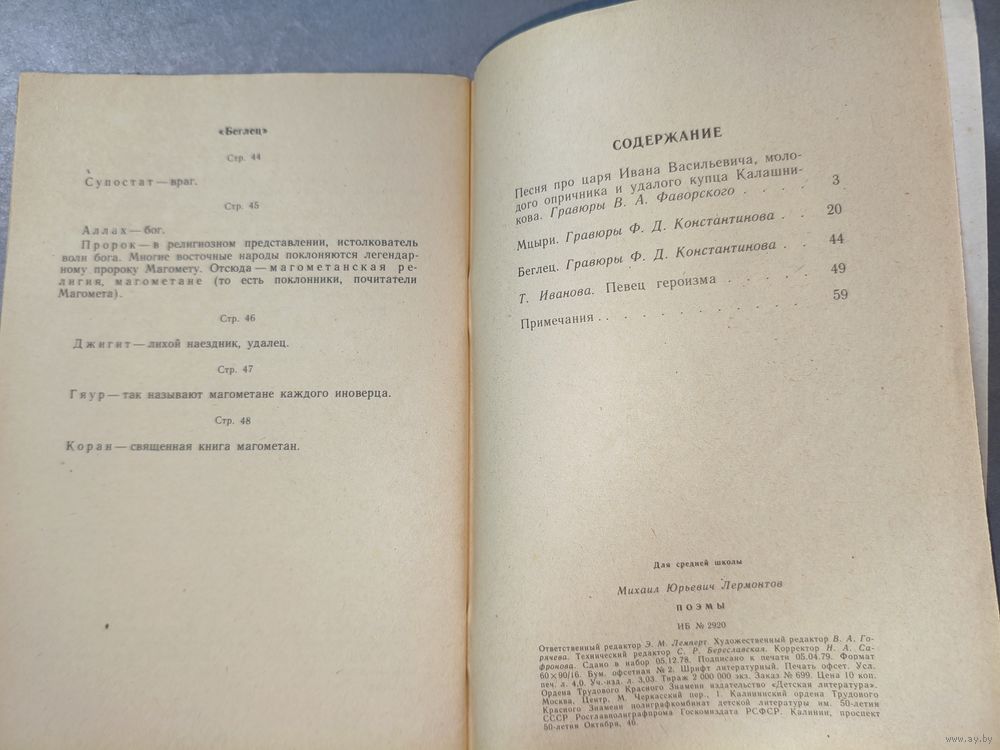 «Беглец»
Стр. 44
Супостат — враг.
Стр. 45
Аллах — бог.
Пророк — в религиозном представлении, истолкователь
воли бога. Многие восточные народы поклоняются легендар-
ному пророку Магомету. Отсюда — магометанская ре-
лигия, магометане (то есть поклонники, почитатели
Магомета).
Стр. 46
Джигит — лихой наездник, удалец.
Стр. 47
Гяур — так называют магометане каждого иноверца.
Стр. 48
Коран — священная книга магометан.
СОДЕРЖАНИЕ
Песня про царя Ивана Васильевича, моло-
дого опричника и удалого купца Калашни-
кова. Гравюры В. А. Фаворского . . . . 3
Мцыри. Гравюры Ф. Д. Константинова . . 20
Беглец. Гравюры Ф. Д. Константинова . . 44
Т. Иванова. Певец героизма . . . . 49
Примечания . . . . . . . . . 59
Для средней школы
Михаил Юрьевич Лермонтов
ПОЭМЫ
ИБ № 2920
Ответственный редактор Э. М. Лемперт. Художественный редактор В. А. Го-
рячева. Технический редактор С. Р. Береславская. Корректор Н. А. Са-
фронова. Сдано в набор 05.12.78. Подписано к печати 05.04.79. Формат
60×90/16. Бум. офсетная № 2. Шрифт литературный. Печать офсет. Усл.
печ. л. 4,0. Уч.-изд. л. 3,03. Тираж 2 000 000 экз. Заказ № 699. Цена 10 коп.
Ордена Трудового Красного Знамени издательство «Детская литература».
Москва, Центр, М. Черкасский пер., 1. Калининский ордена Трудового
Красного Знамени полиграфкомбинат детской литературы им. 50-летия
СССР Росглавполиграфпрома Госкомиздата РСФСР. Калинин, проспект
50-летия Октября, 46.
www.ay.by